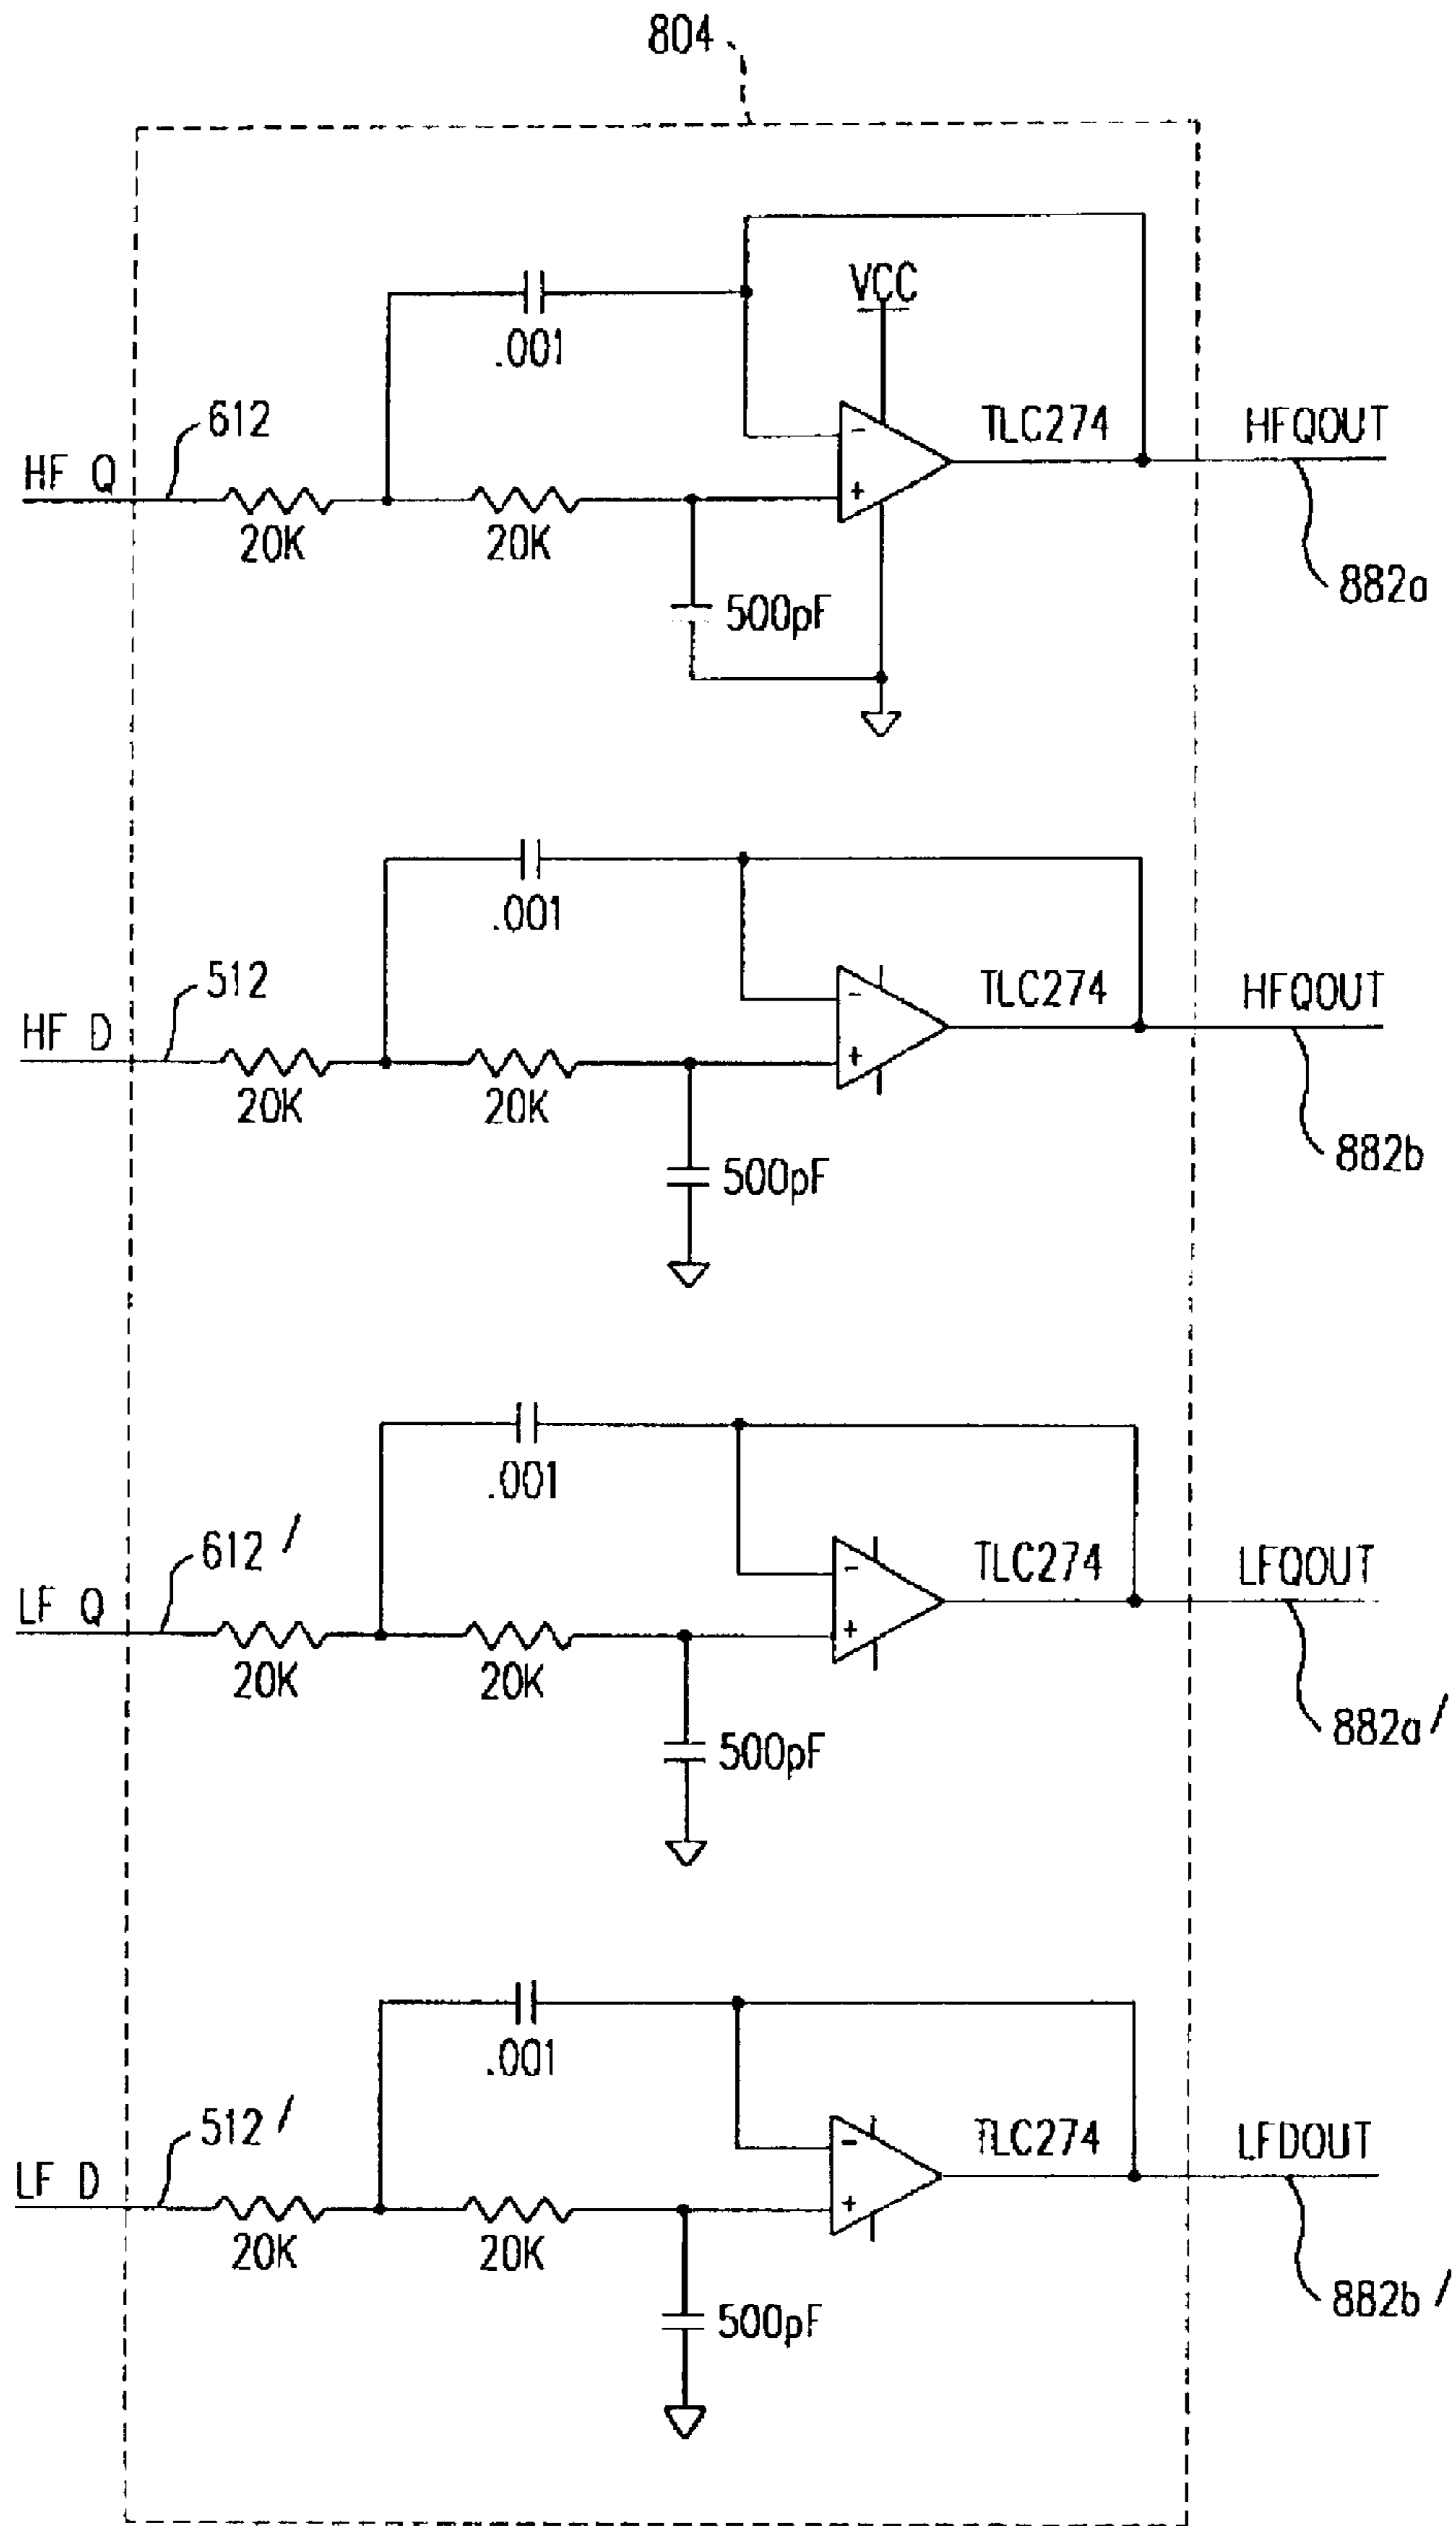 804
VCC
.001
612
TLC274
HFQOUT
HF Q
20K
20K
882a
500pF
.001
512
TLC274
HFQOUT
HF D
20K
20K
882b
500pF
.001
612'
TLC274
LFQOUT
LF Q
20K
20K
882a'
500pF
.001
512'
TLC274
LFDOUT
LF D
20K
20K
882b'
500pF